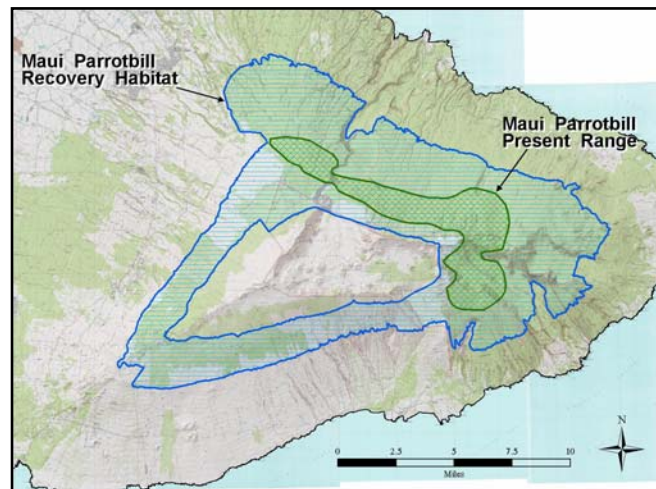 Maui Parrotbill
Recovery Habitat
Maui Parrotbill
Present Range
N
0 2.5 5 7.5 10
Miles